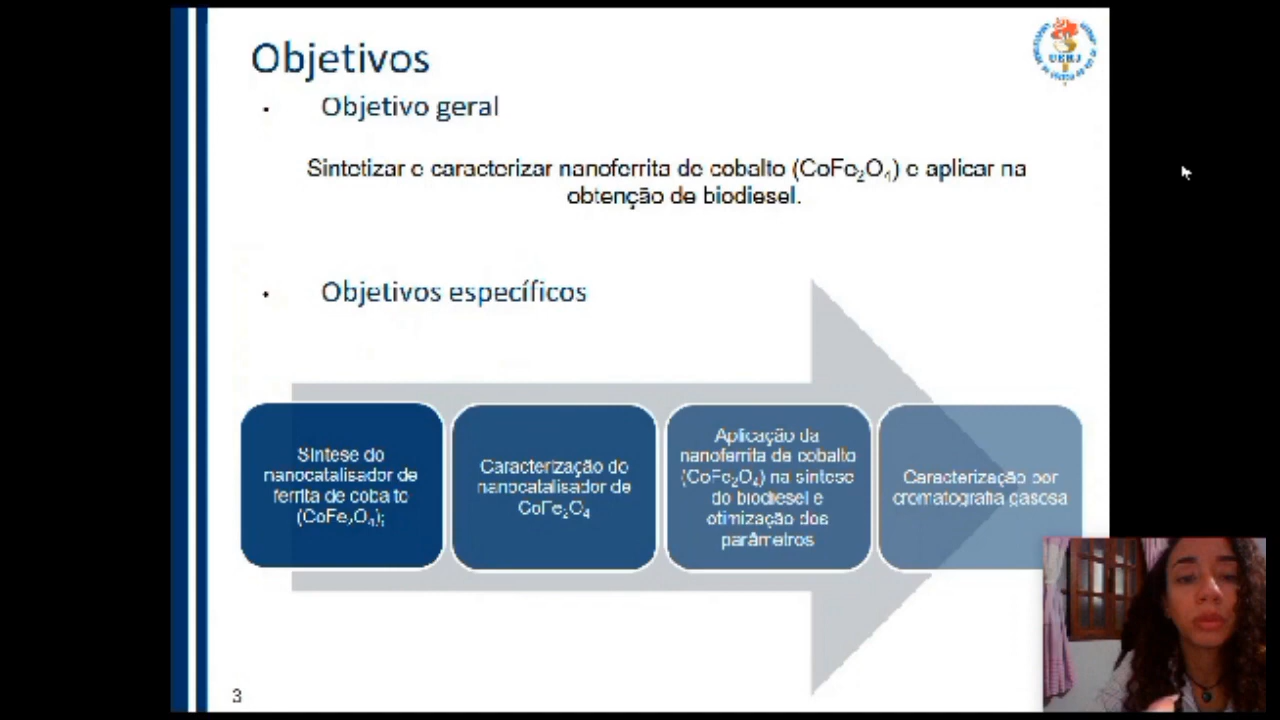 Objetivos
UERJ
Objetivo geral
Sintetizar e caracterizar nanoferrita de cobalto (CoFe₂O₄) e aplicar na
obtenção de biodiesel.
Objetivos específicos
Síntese do
nanocatalisador de
ferrita de cobalto
(CoFe₂O₄);
Caracterização do
nanocatalisador de
CoFe₂O₄
Aplicação da
nanoferrita de cobalto
(CoFe₂O₄) na síntese
do biodiesel e
otimização dos
parâmetros
Caracterização por
cromatografia gasosa
3